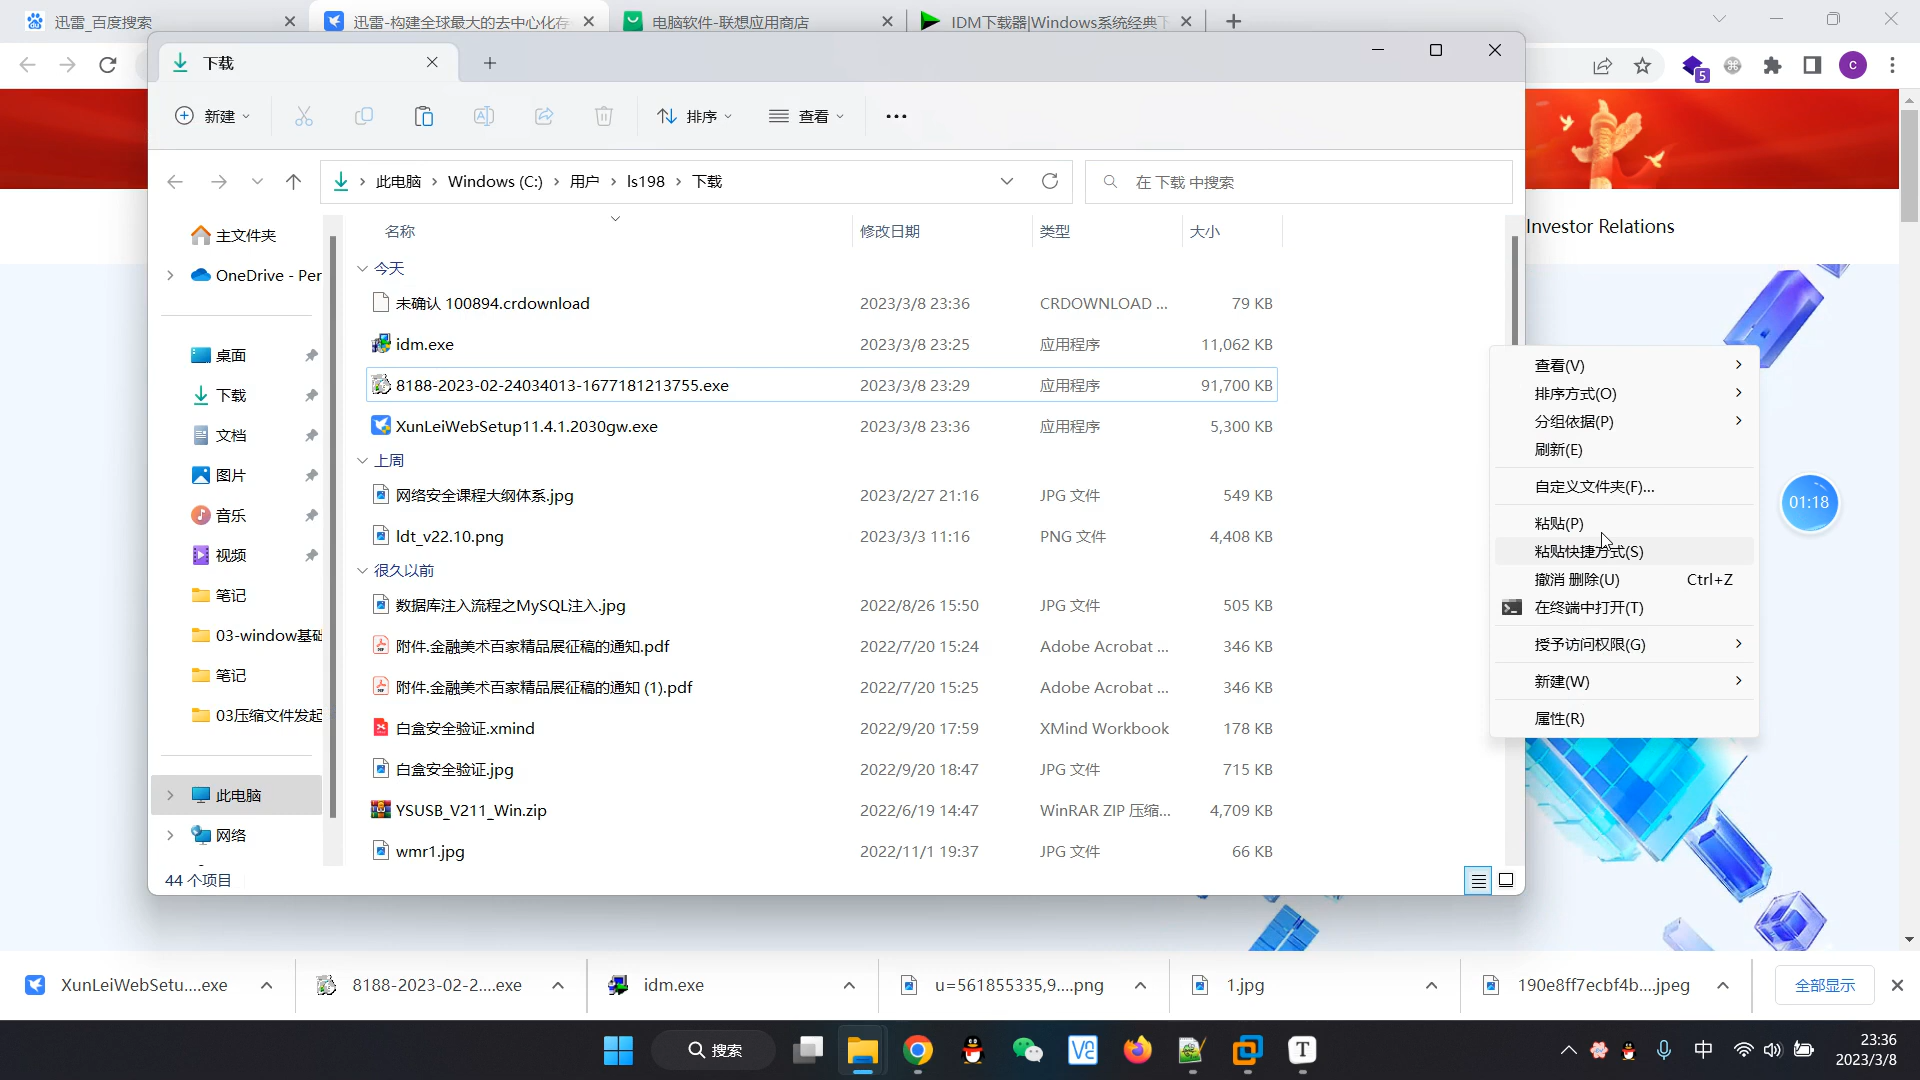 迅雷_百度搜索
迅雷-构建全球最大的去中心化存
电脑软件-联想应用商店
IDM下载器|Windows系统经典下
下载
新建
排序
查看
5
C
此电脑
Windows (C:)
用户
ls198
下载
在 下载 中搜索
Investor Relations
主文件夹
OneDrive - Per
桌面
下载
文档
图片
音乐
视频
笔记
03-window基础
笔记
03压缩文件发起
此电脑
网络
名称 修改日期 类型 大小
今天
未确认 100894.crdownload 2023/3/8 23:36 CRDOWNLOAD ... 79 KB
idm.exe 2023/3/8 23:25 应用程序 11,062 KB
8188-2023-02-24034013-1677181213755.exe 2023/3/8 23:29 应用程序 91,700 KB
XunLeiWebSetup11.4.1.2030gw.exe 2023/3/8 23:36 应用程序 5,300 KB
上周
网络安全课程大纲体系.jpg 2023/2/27 21:16 JPG 文件 549 KB
ldt_v22.10.png 2023/3/3 11:16 PNG 文件 4,408 KB
很久以前
数据库注入流程之MySQL注入.jpg 2022/8/26 15:50 JPG 文件 505 KB
附件.金融美术百家精品展征稿的通知.pdf 2022/7/20 15:24 Adobe Acrobat ... 346 KB
附件.金融美术百家精品展征稿的通知 (1).pdf 2022/7/20 15:25 Adobe Acrobat ... 346 KB
白盒安全验证.xmind 2022/9/20 17:59 XMind Workbook 178 KB
白盒安全验证.jpg 2022/9/20 18:47 JPG 文件 715 KB
YSUSB_V211_Win.zip 2022/6/19 14:47 WinRAR ZIP 压缩... 4,709 KB
wmr1.jpg 2022/11/1 19:37 JPG 文件 66 KB
44 个项目
查看(V)
排序方式(O)
分组依据(P)
刷新(E)
自定义文件夹(F)...
粘贴(P)
粘贴快捷方式(S)
撤消 删除(U) Ctrl+Z
在终端中打开(T)
授予访问权限(G)
新建(W)
属性(R)
01:18
XunLeiWebSetu....exe
8188-2023-02-2....exe
idm.exe
u=561855335,9....png
1.jpg
190e8ff7ecbf4b....jpeg
全部显示
搜索
T
中
23:36
2023/3/8